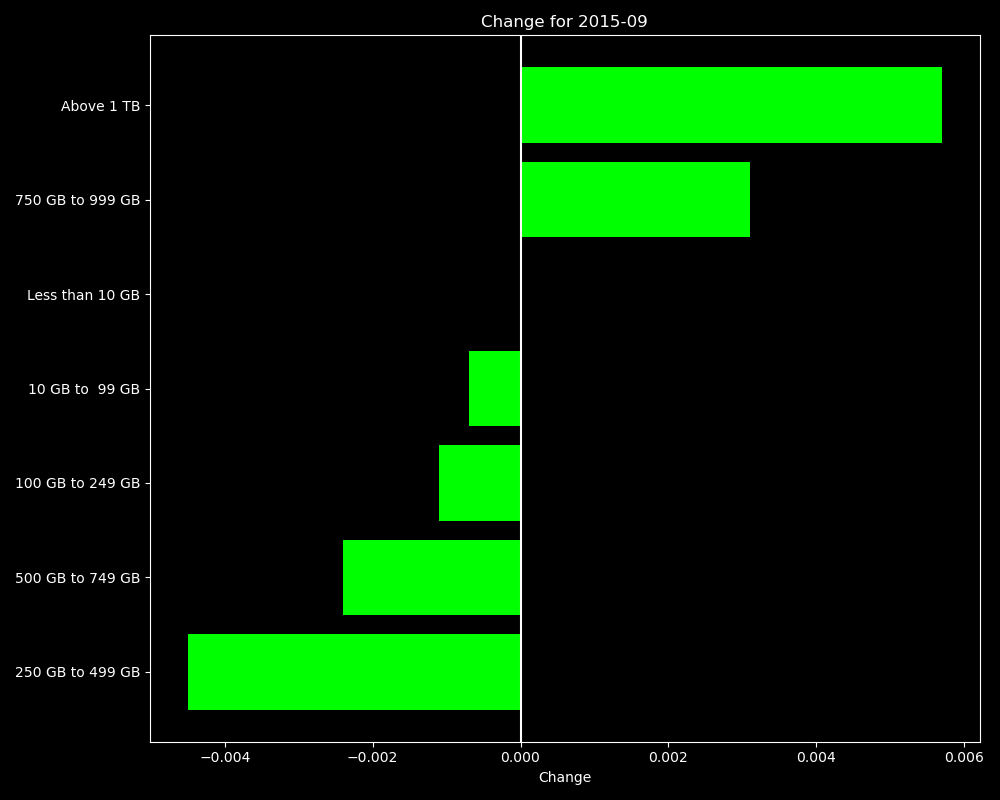 Change for 2015-09
Above 1 TB
750 GB to 999 GB
Less than 10 GB
10 GB to  99 GB
100 GB to 249 GB
500 GB to 749 GB
250 GB to 499 GB
−0.004 −0.002 0.000 0.002 0.004 0.006
Change